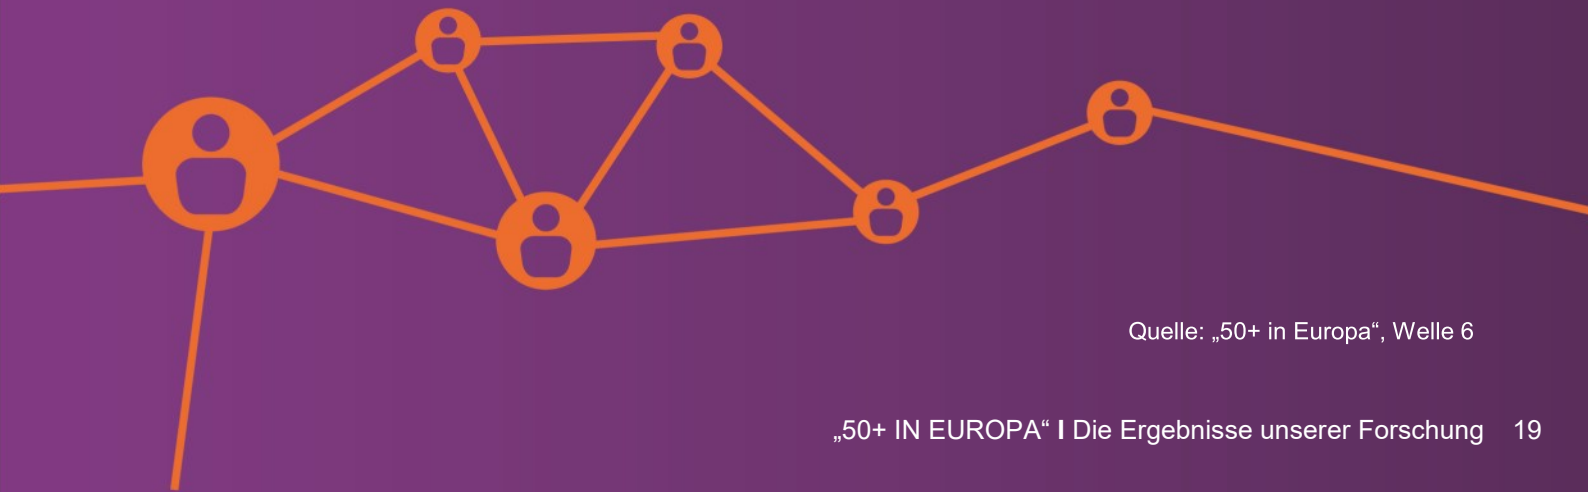 Quelle: „50+ in Europa“, Welle 6
„50+ IN EUROPA“ I Die Ergebnisse unserer Forschung 19